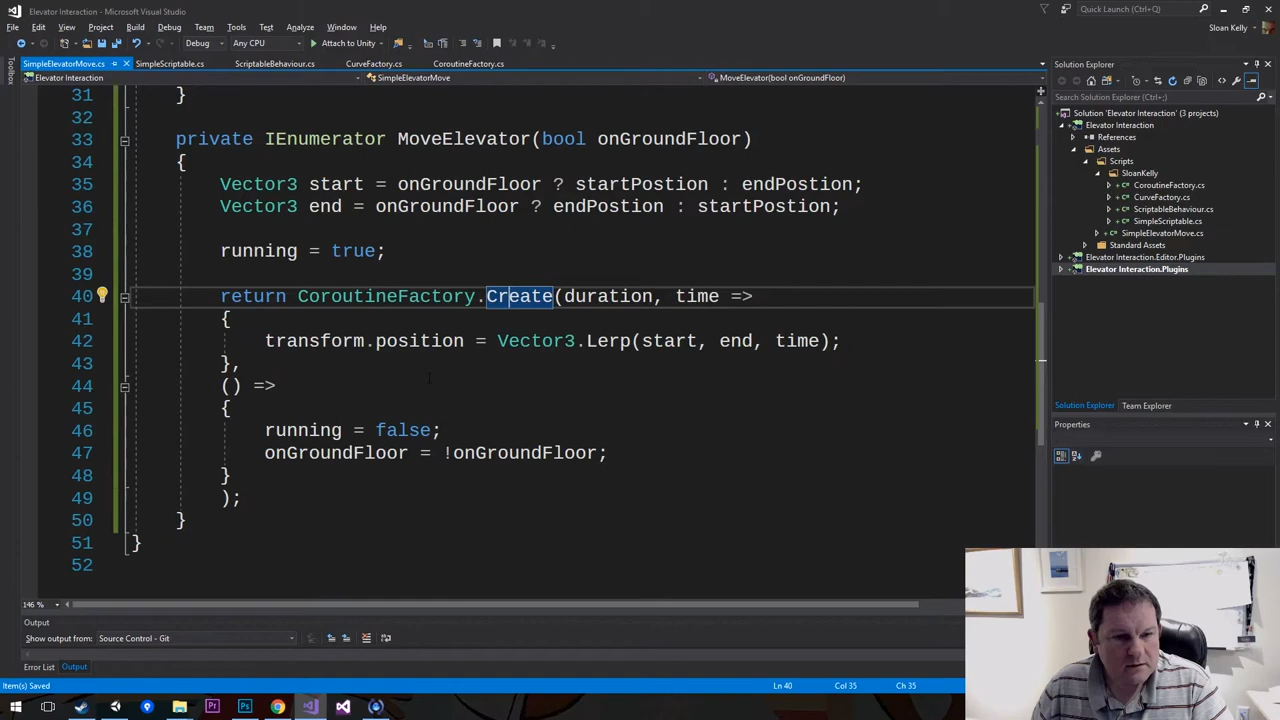 Elevator Interaction - Microsoft Visual Studio
Quick Launch (Ctrl+Q)
File Edit View Project Build Debug Team Tools Test Analyze Window Help
Sloan Kelly
Debug Any CPU Attach to Unity
SimpleElevatorMove.cs SimpleScriptable.cs ScriptableBehaviour.cs CurveFactory.cs CoroutineFactory.cs
Elevator Interaction SimpleElevatorMove MoveElevator(bool onGroundFloor)
Toolbox
31 }
32
33 private IEnumerator MoveElevator(bool onGroundFloor)
34 {
35 Vector3 start = onGroundFloor ? startPostion : endPostion;
36 Vector3 end = onGroundFloor ? endPostion : startPostion;
37
38 running = true;
39
40 return CoroutineFactory.Create(duration, time =>
41 {
42 transform.position = Vector3.Lerp(start, end, time);
43 },
44 () =>
45 {
46 running = false;
47 onGroundFloor = !onGroundFloor;
48 }
49 );
50 }
51 }
52
146 %
Output
Show output from: Source Control - Git
Error List Output
Item(s) Saved
Ln 40 Col 35 Ch 35
Solution Explorer
Search Solution Explorer (Ctrl+;)
Solution 'Elevator Interaction' (3 projects)
Elevator Interaction
References
Assets
Scripts
SloanKelly
CoroutineFactory.cs
CurveFactory.cs
ScriptableBehaviour.cs
SimpleScriptable.cs
SimpleElevatorMove.cs
Standard Assets
Elevator Interaction.Editor.Plugins
Elevator Interaction.Plugins
Solution Explorer Team Explorer
Properties